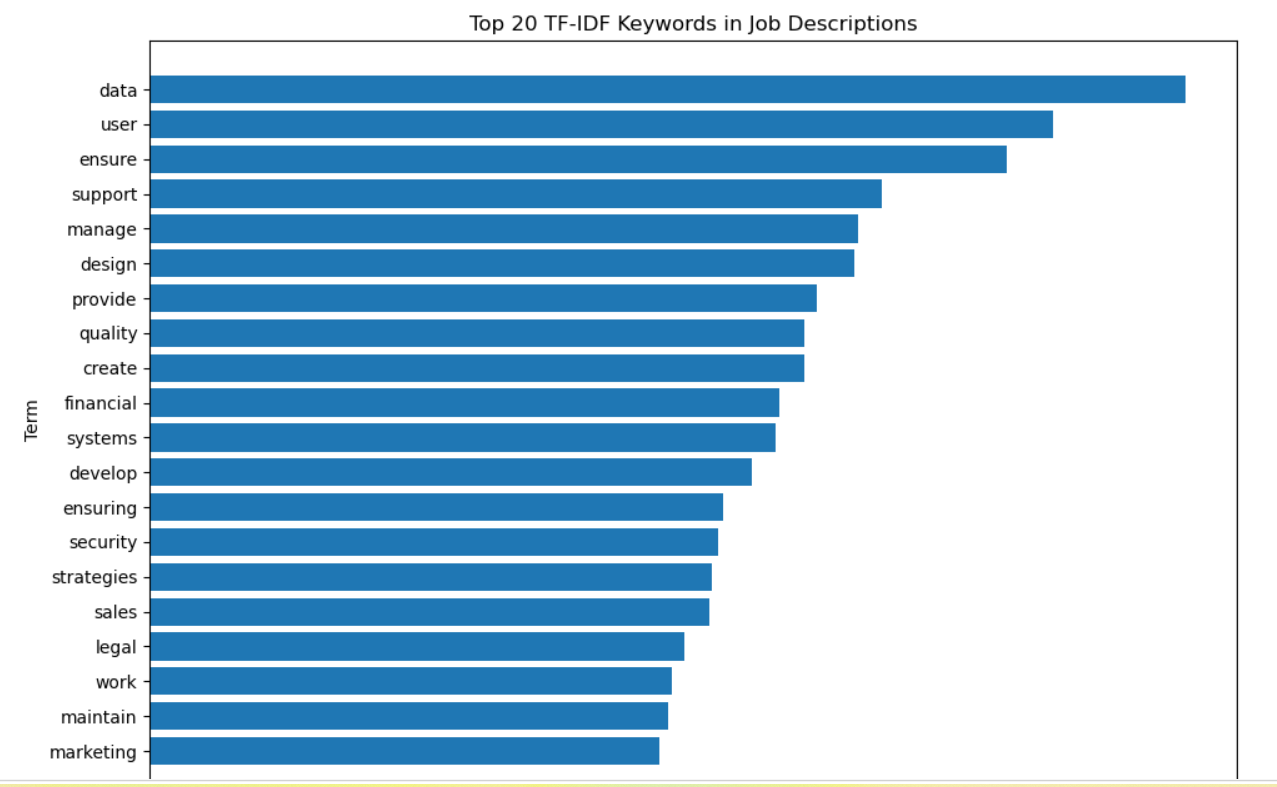 Top 20 TF-IDF Keywords in Job Descriptions
data
user
ensure
support
manage
design
provide
quality
create
financial
Term
systems
develop
ensuring
security
strategies
sales
legal
work
maintain
marketing